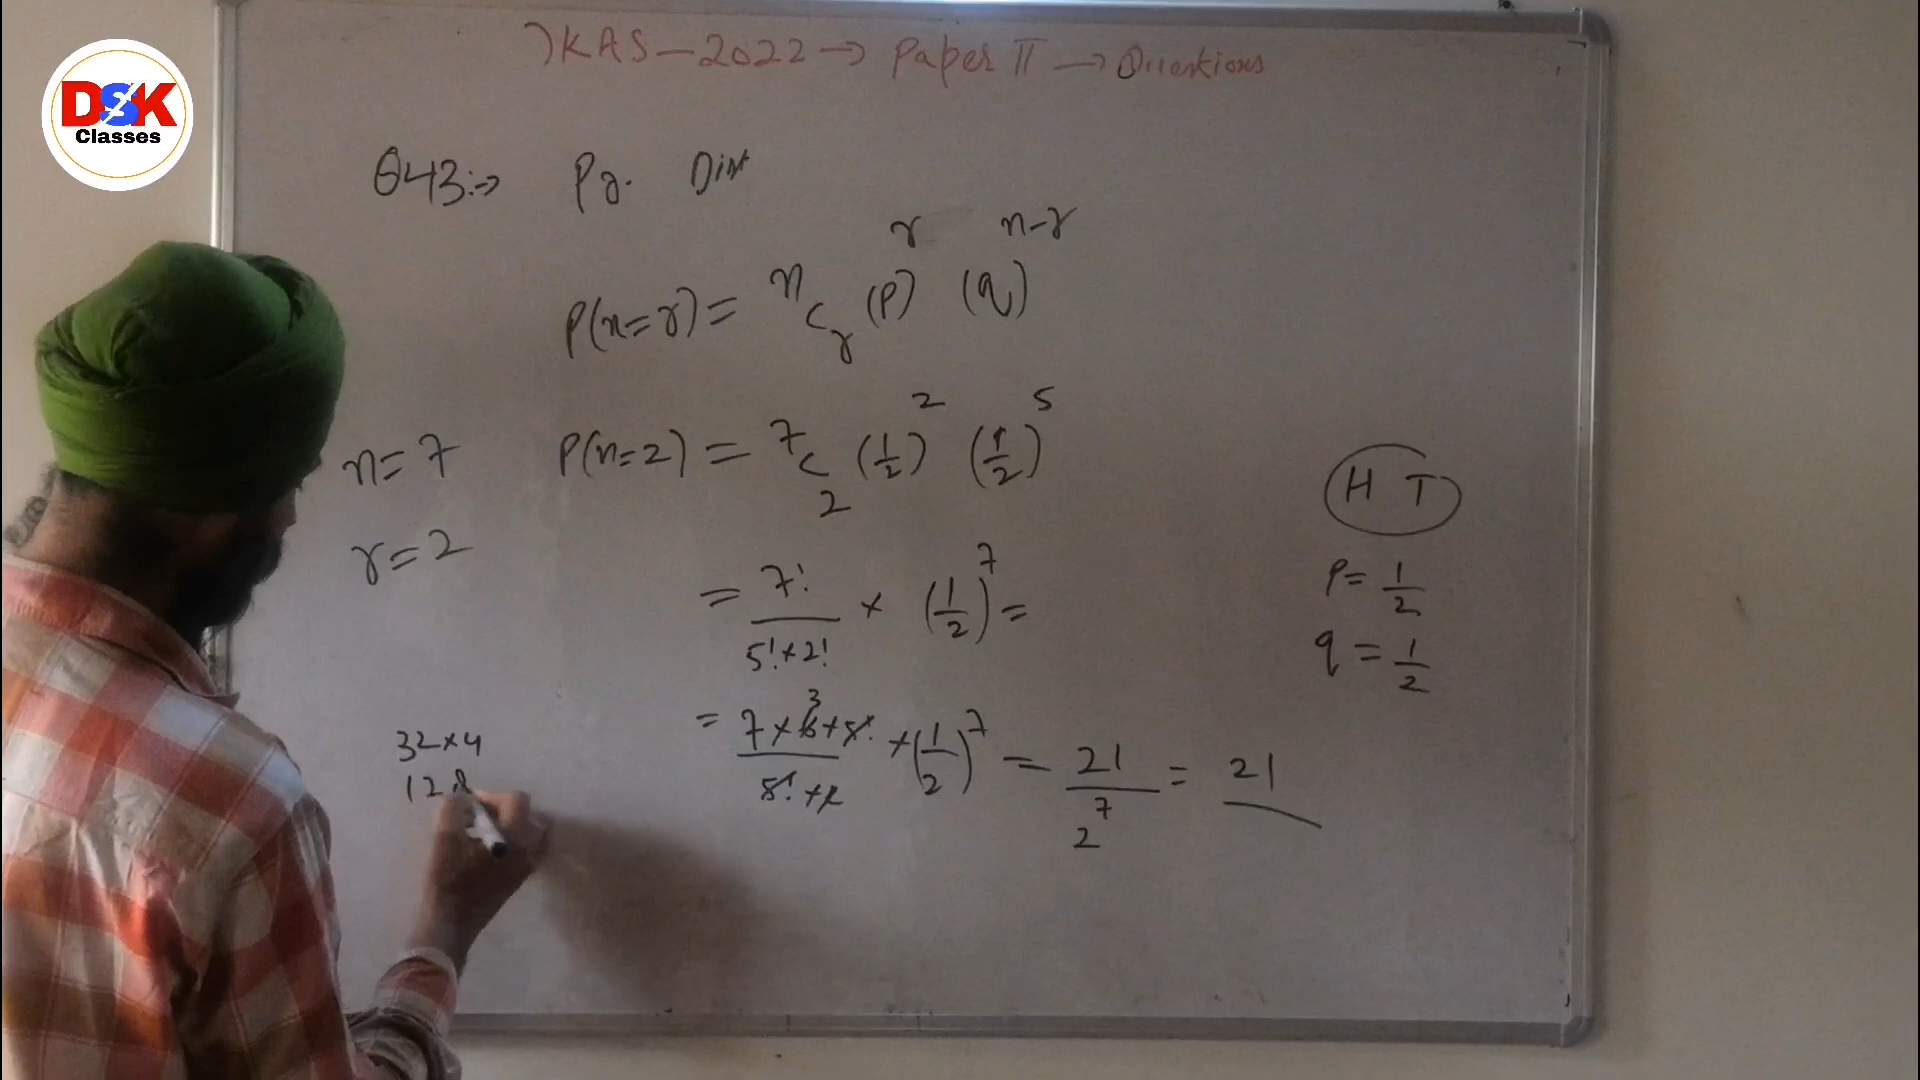 DSK
Classes
JKAS—2022 → Paper II → Questions
Q43:→ Pr. Dist
P(x=r) = ⁿCᵣ (p)^r (q)^n-r
n=7
P(x=2) = ⁷C₂ (1/2)² (1/2)⁵
r=2
= 7!/5!×2! × (1/2)⁷ =
= 7×6×5!/5!×2 × (1/2)⁷ = 21/2⁷ = 21
3
H T
p = 1/2
q = 1/2
32×4
128